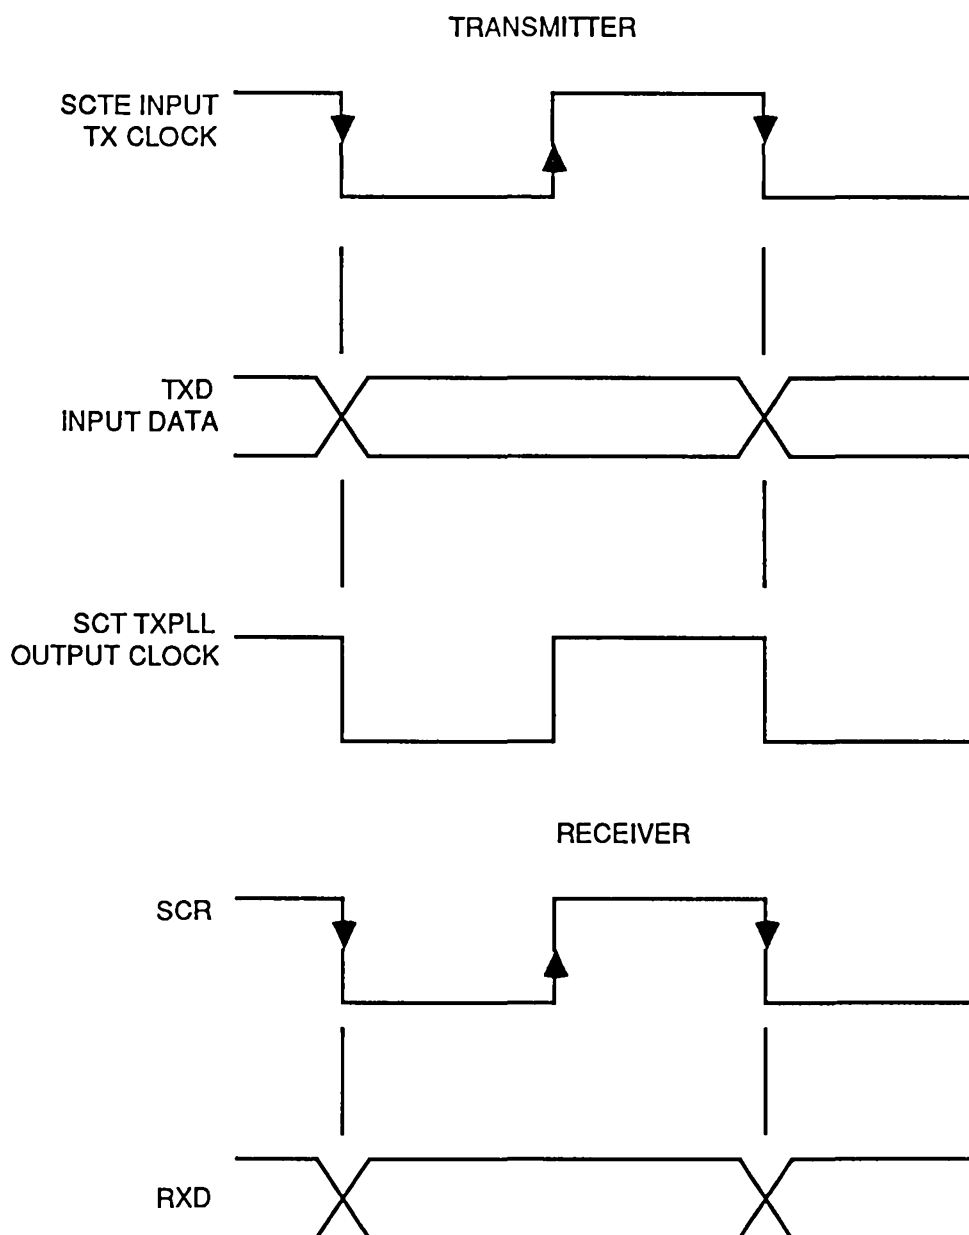 TRANSMITTER
SCTE INPUT
TX CLOCK
TXD
INPUT DATA
SCT TXPLL
OUTPUT CLOCK
RECEIVER
SCR
RXD